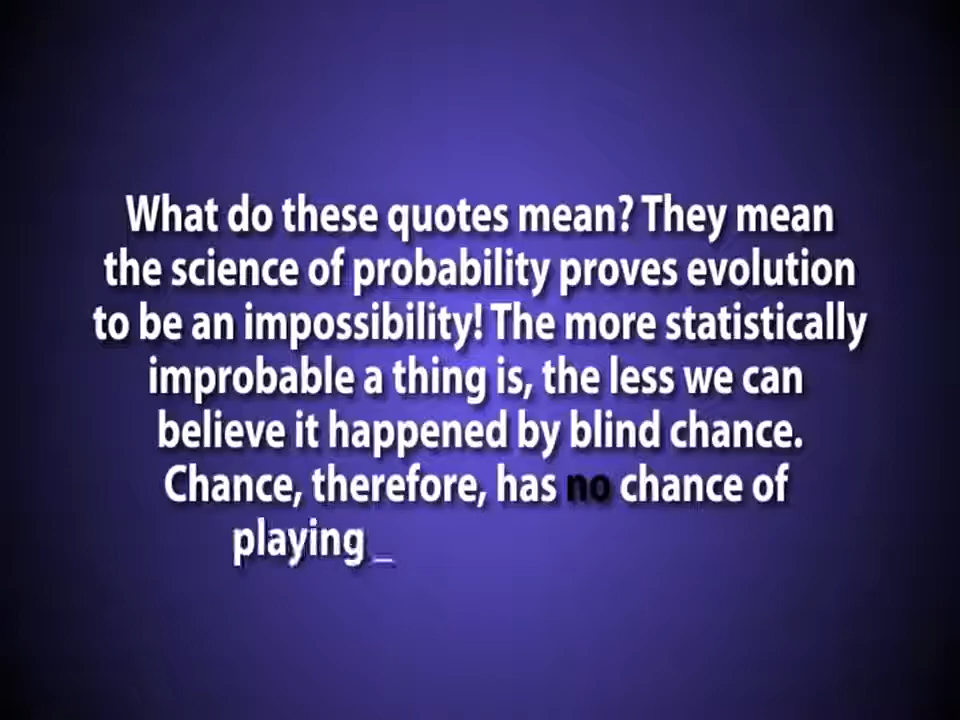 What do these quotes mean? They mean
the science of probability proves evolution
to be an impossibility! The more statistically
improbable a thing is, the less we can
believe it happened by blind chance.
Chance, therefore, has no chance of
playing _